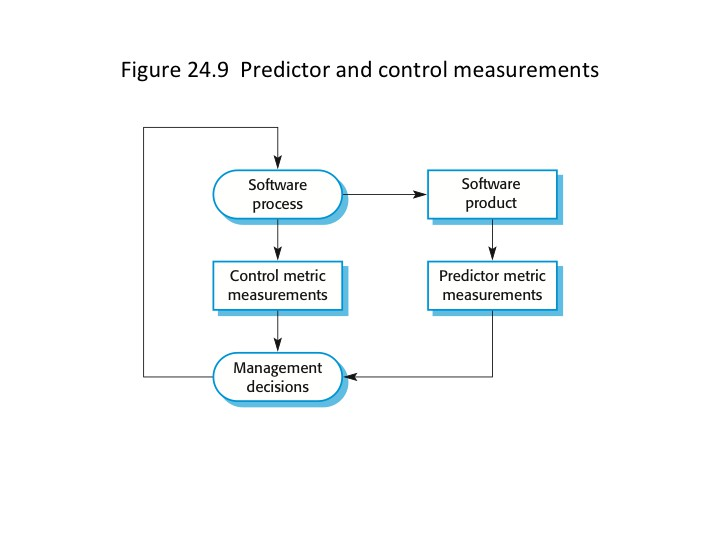 Figure 24.9  Predictor and control measurements
Software
process
Software
product
Control metric
measurements
Predictor metric
measurements
Management
decisions